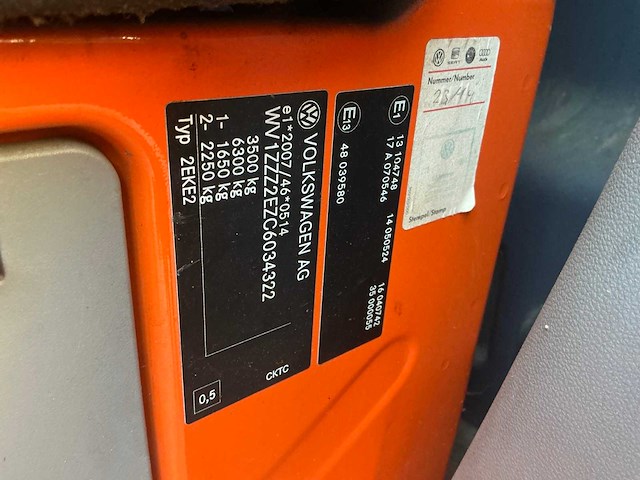 VOLKSWAGEN AG
e1*2007/46*0514
WV1ZZZ2EZC6034322
3500 kg
6300 kg
1- 1650 kg
2- 2250 kg
Typ 2EKE2
CKTC
0,5
E1
13 104748
17 A 070546
14 050524
16 040742
35 000055
E13
48 039580
Nummer/Number
Stempel/Stamp